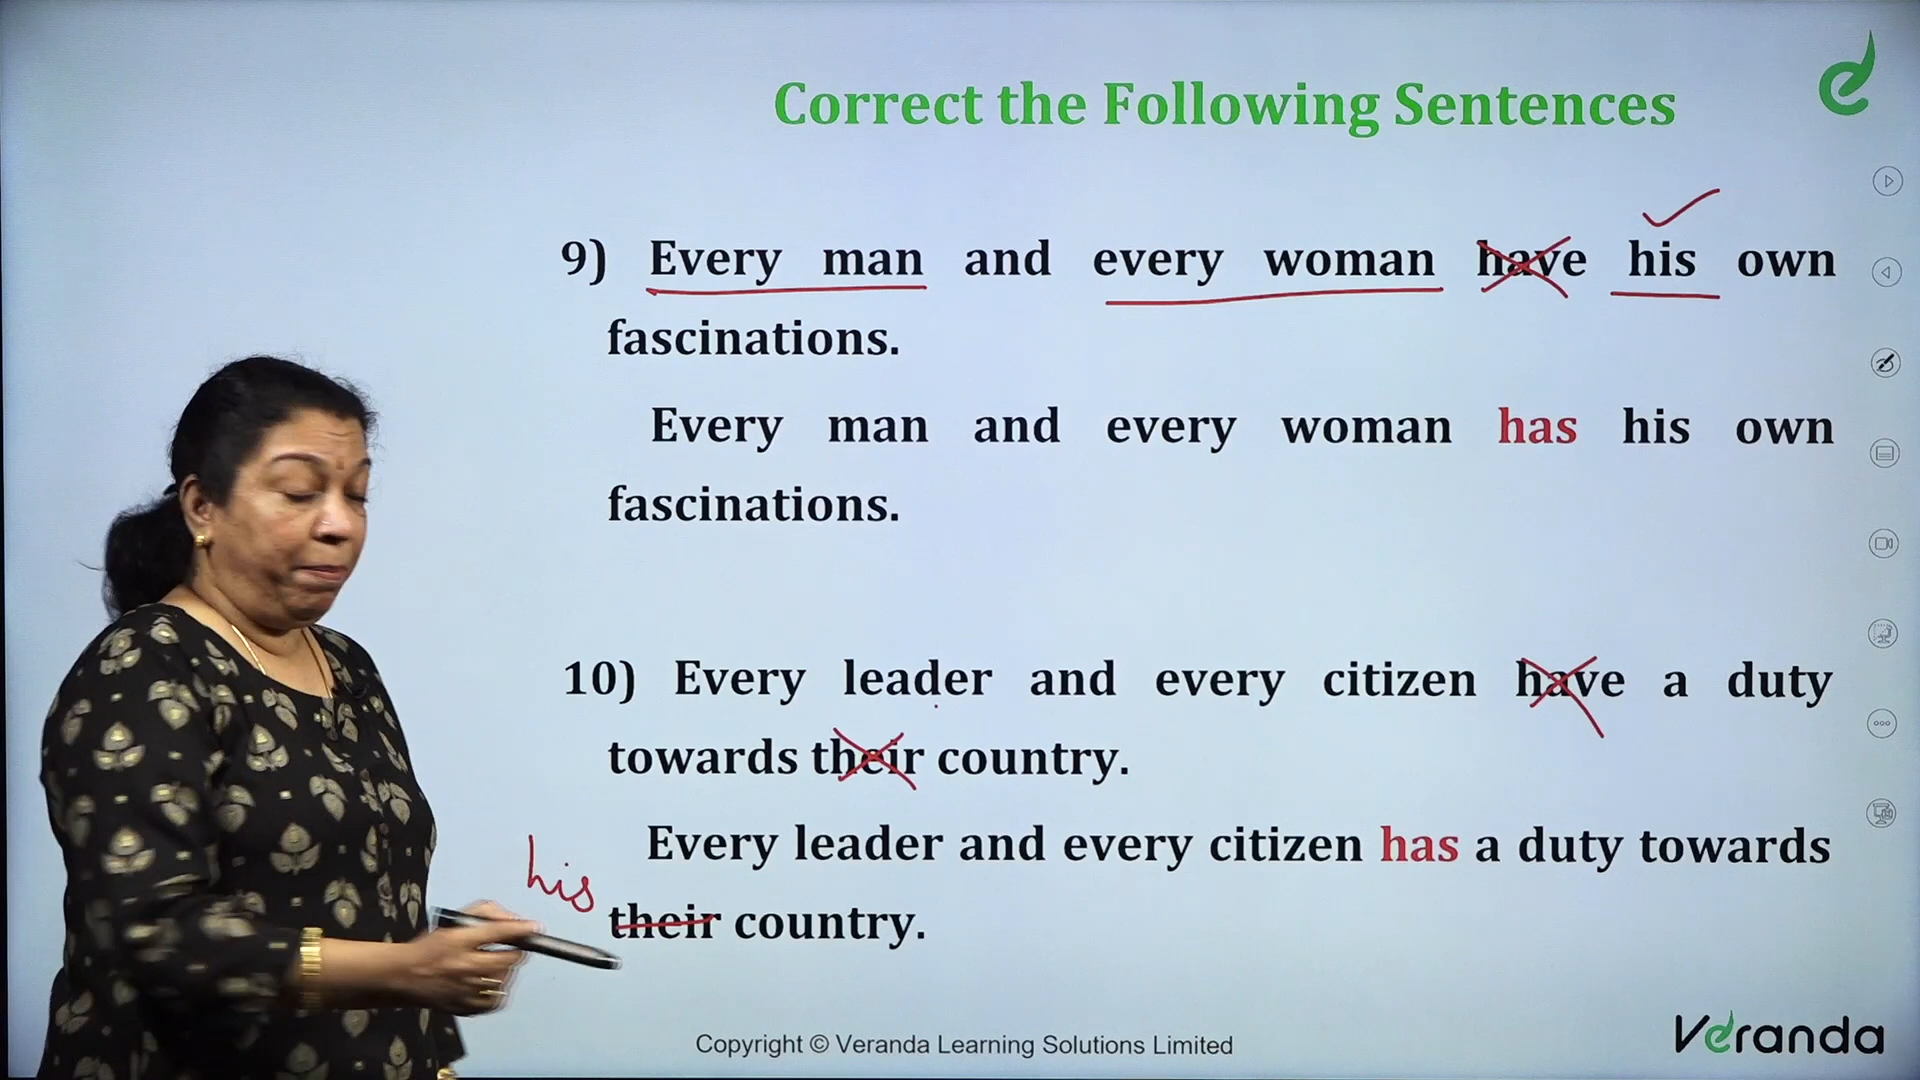 Correct the Following Sentences
9) Every man and every woman have his own
fascinations.
Every man and every woman has his own
fascinations.
10) Every leader and every citizen have a duty
towards their country.
Every leader and every citizen has a duty towards
his
their country.
Copyright © Veranda Learning Solutions Limited
Veranda